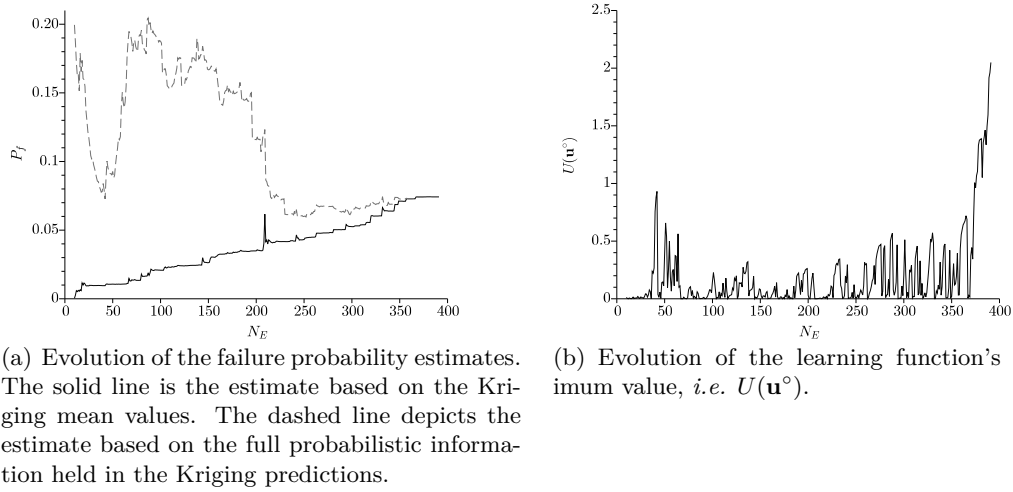 0.20
0.15
0.1
0.05
0
P_f
0 50 100 150 200 250 300 350 400
N_E
2.5
2
1.5
1
0.5
0
U(u°)
0 50 100 150 200 250 300 350 400
N_E
(a) Evolution of the failure probability estimates.
The solid line is the estimate based on the Kri-
ging mean values. The dashed line depicts the
estimate based on the full probabilistic informa-
tion held in the Kriging predictions.
(b) Evolution of the learning function's
imum value, i.e. U(u°).